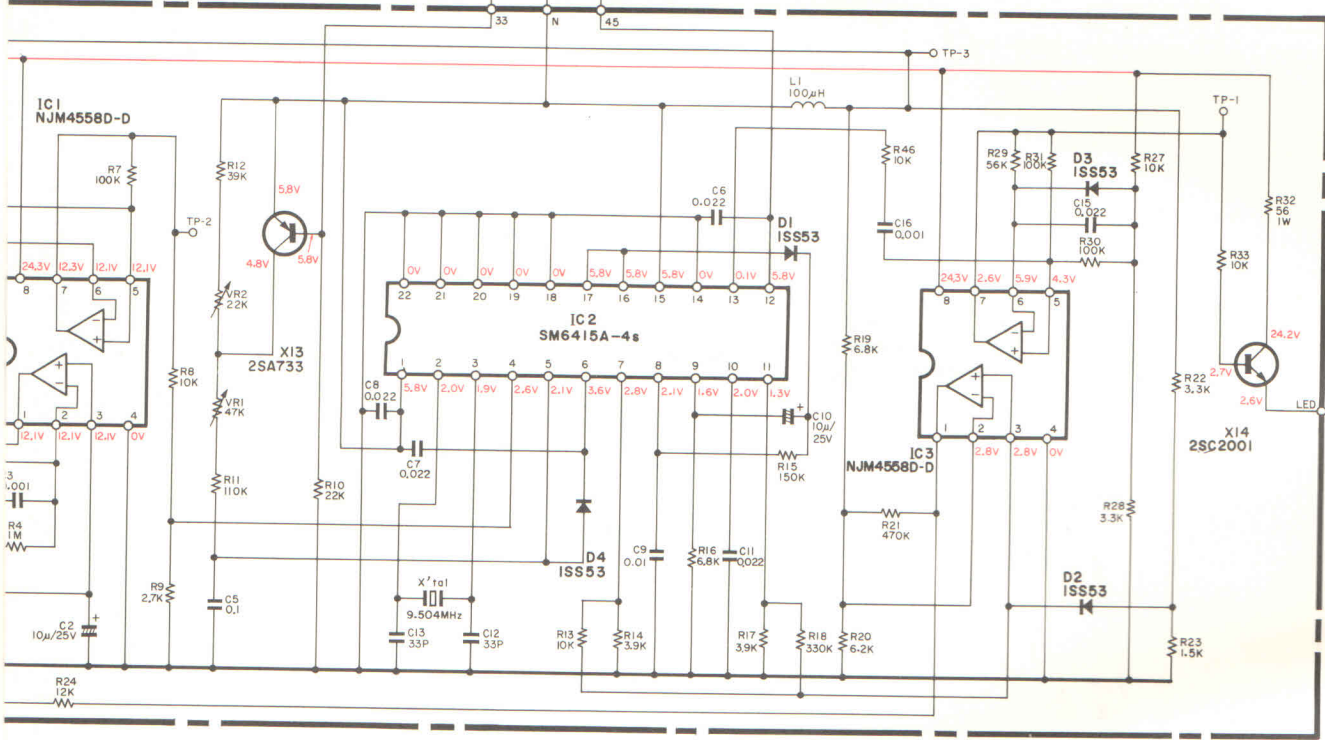 33
N
45
TP-3
L1
100µH
IC1
NJM4558D-D
TP-1
R7
100K
R12
39K
R46
10K
R29
56K
R31
100K
D3
ISS53
R27
10K
5.8V
C6
0.022
C15
0.022
R32
56
1W
TP-2
D1
ISS53
C16
0.001
R30
100K
R33
10K
4.8V
5.8V
24.3V
12.3V
12.1V
12.1V
0V
0V
0V
0V
0V
5.8V
5.8V
5.8V
0V
0.1V
5.8V
24.3V
2.6V
5.9V
4.3V
8
7
6
5
22
21
20
19
18
17
16
15
14
13
12
8
7
6
5
VR2
22K
IC2
SM6415A-4s
R19
6.8K
24.2V
X13
2SA733
R8
10K
1
2
3
4
5
6
7
8
9
10
11
5.8V
2.0V
1.9V
2.6V
2.1V
3.6V
2.8V
2.1V
1.6V
2.0V
1.3V
2.7V
R22
3.3K
C8
0.022
2.6V
LED
VR1
47K
1
2
3
4
12.1V
12.1V
12.1V
0V
C10
10µ/
25V
1
2
3
4
2.8V
2.8V
0V
X14
2SC2001
IC3
NJM4558D-D
C7
0.022
R15
150K
3
.001
R11
110K
R10
22K
R4
1M
R21
470K
R28
3.3K
D4
ISS53
C9
0.01
R16
6.8K
C11
0.022
R9
2.7K
C5
0.1
X'tal
9.504MHz
D2
ISS53
C2
10µ/25V
C13
33P
C12
33P
R13
10K
R14
3.9K
R17
3.9K
R18
330K
R20
6.2K
R23
1.5K
R24
12K